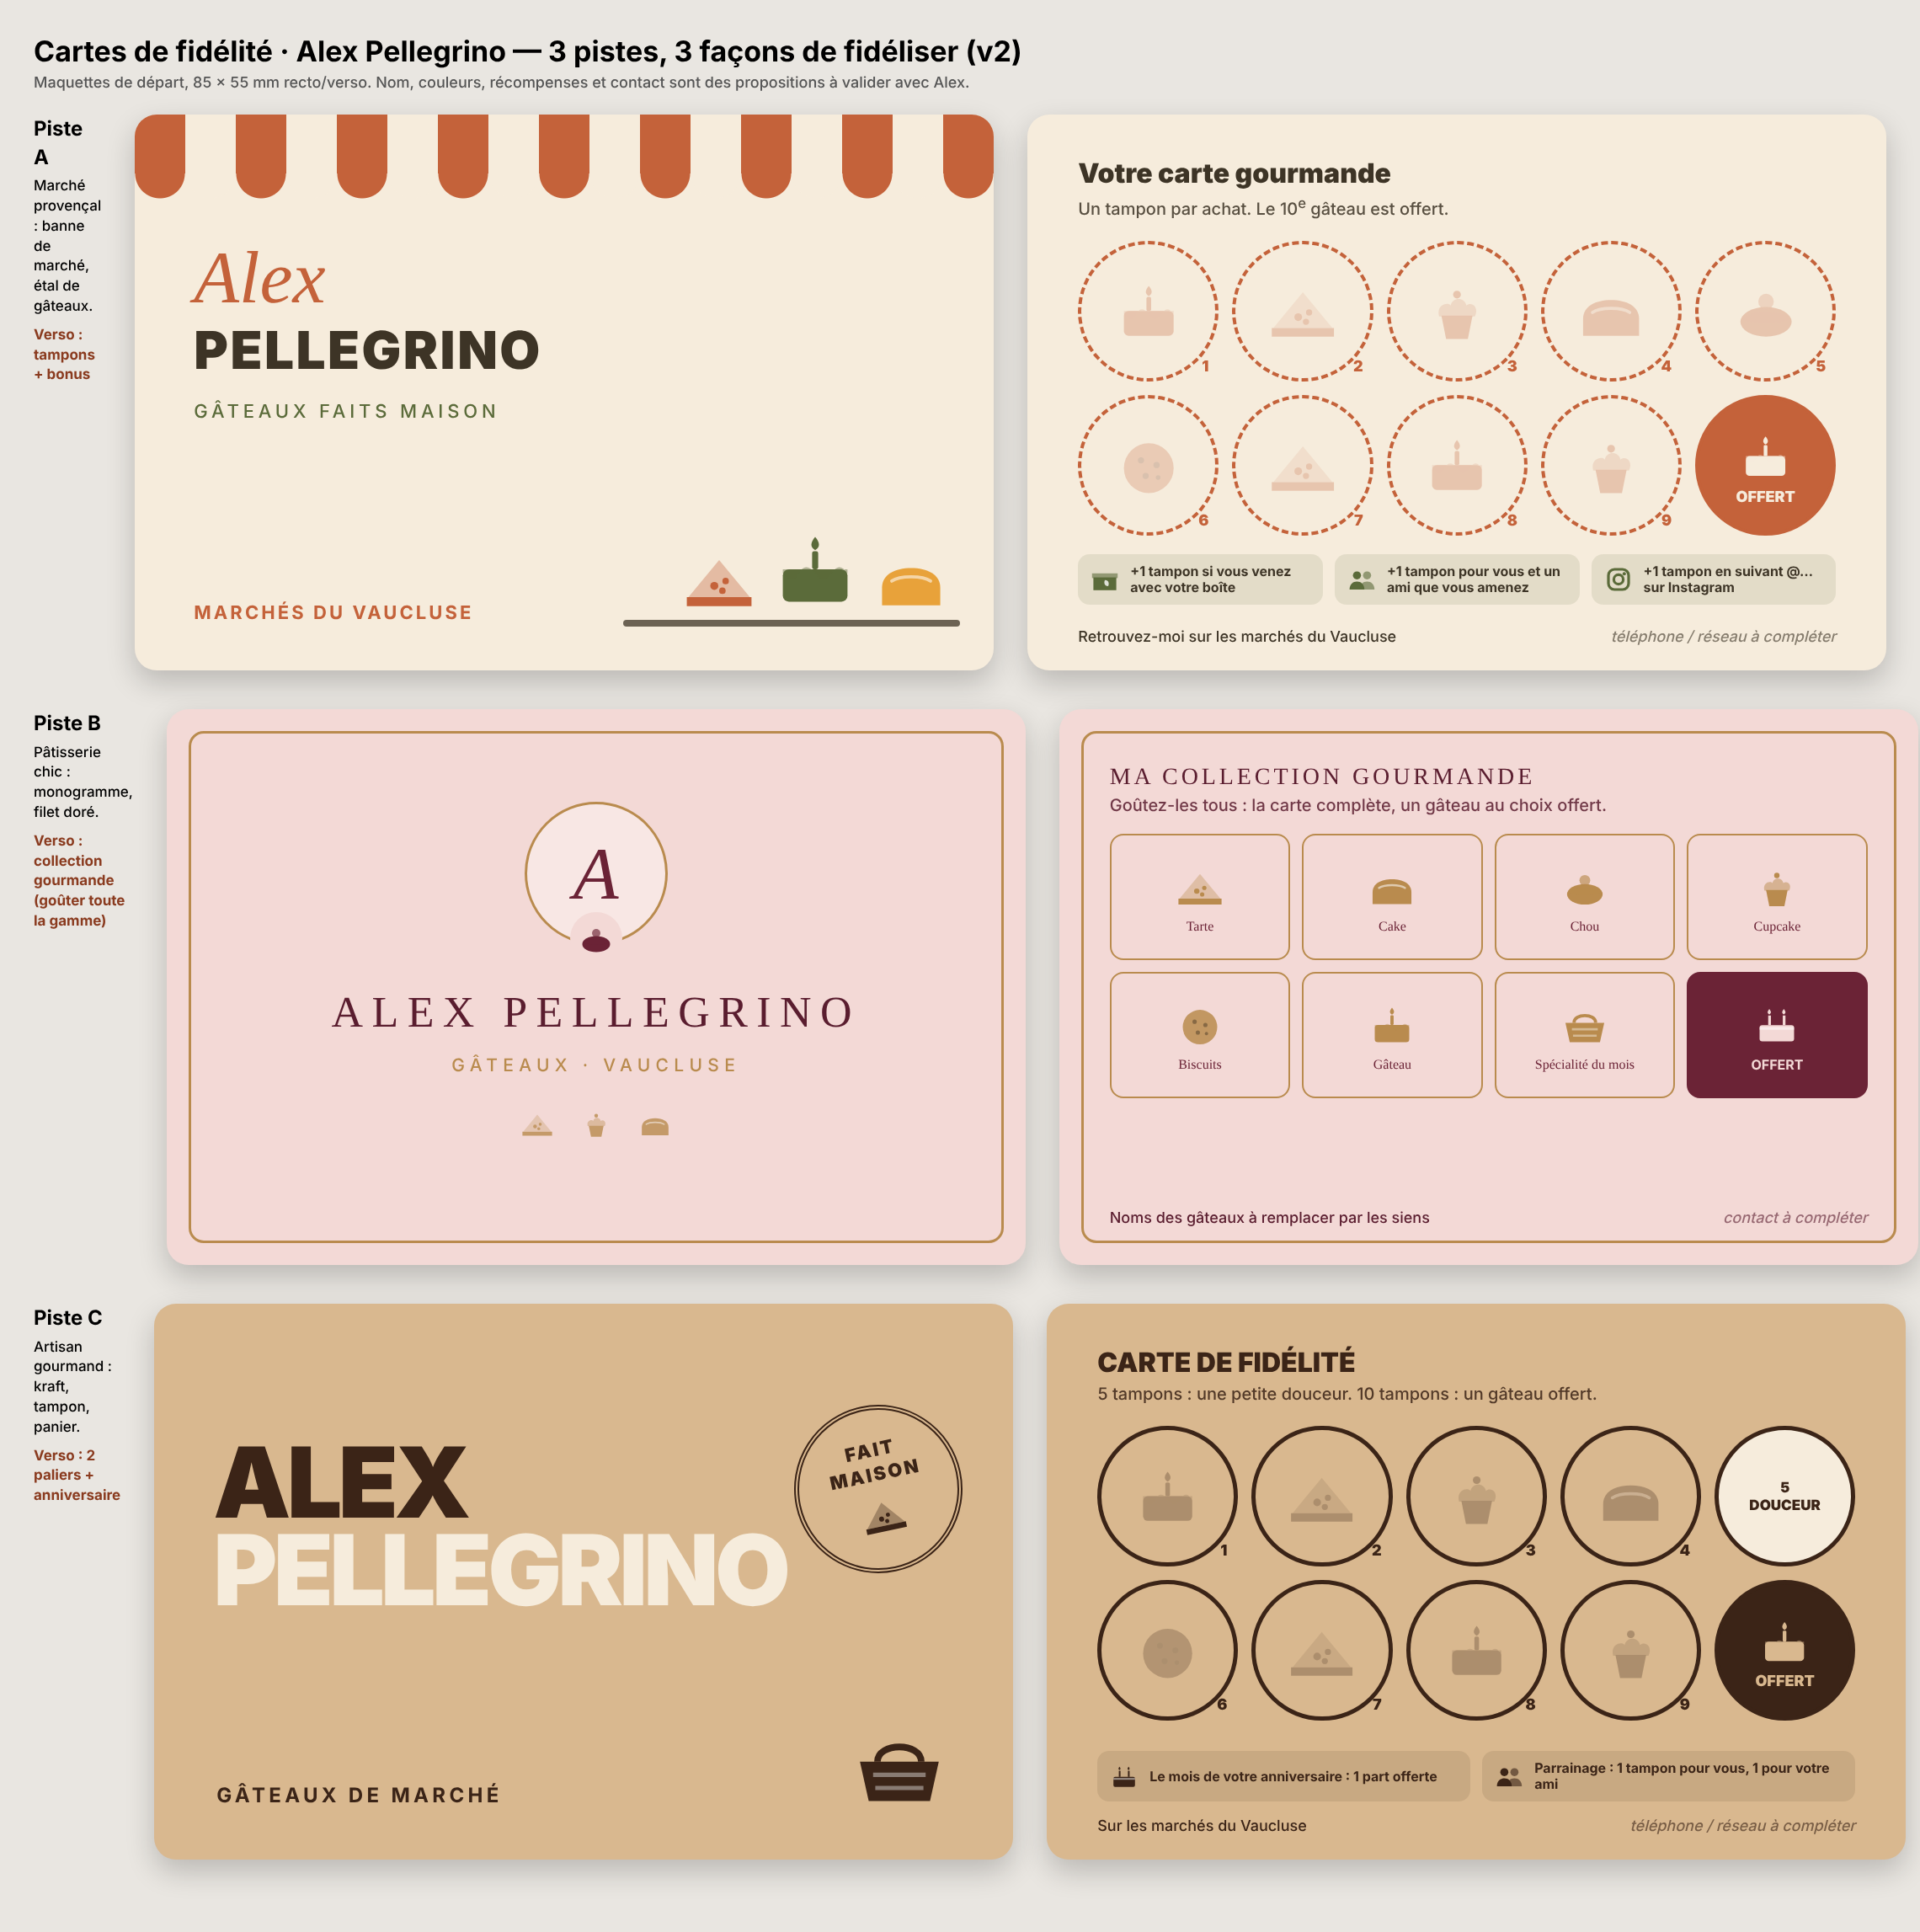 Cartes de fidélité · Alex Pellegrino — 3 pistes, 3 façons de fidéliser (v2)
Maquettes de départ, 85 × 55 mm recto/verso. Nom, couleurs, récompenses et contact sont des propositions à valider avec Alex.
Piste
A
Marché
provençal
: banne
de
marché,
étal de
gâteaux.
Verso :
tampons
+ bonus
Alex
PELLEGRINO
GÂTEAUX FAITS MAISON
MARCHÉS DU VAUCLUSE
Votre carte gourmande
Un tampon par achat. Le 10e gâteau est offert.
1
2
3
4
5
6
7
8
9
OFFERT
+1 tampon si vous venez
avec votre boîte
+1 tampon pour vous et un
ami que vous amenez
+1 tampon en suivant @...
sur Instagram
Retrouvez-moi sur les marchés du Vaucluse
téléphone / réseau à compléter
Piste B
Pâtisserie
chic :
monogramme,
filet doré.
Verso :
collection
gourmande
(goûter toute
la gamme)
A
ALEX PELLEGRINO
GÂTEAUX · VAUCLUSE
MA COLLECTION GOURMANDE
Goûtez-les tous : la carte complète, un gâteau au choix offert.
Tarte
Cake
Chou
Cupcake
Biscuits
Gâteau
Spécialité du mois
OFFERT
Noms des gâteaux à remplacer par les siens
contact à compléter
Piste C
Artisan
gourmand :
kraft,
tampon,
panier.
Verso : 2
paliers +
anniversaire
ALEX
PELLEGRINO
FAIT
MAISON
GÂTEAUX DE MARCHÉ
CARTE DE FIDÉLITÉ
5 tampons : une petite douceur. 10 tampons : un gâteau offert.
1
2
3
4
5
DOUCEUR
6
7
8
9
OFFERT
Le mois de votre anniversaire : 1 part offerte
Parrainage : 1 tampon pour vous, 1 pour votre
ami
Sur les marchés du Vaucluse
téléphone / réseau à compléter